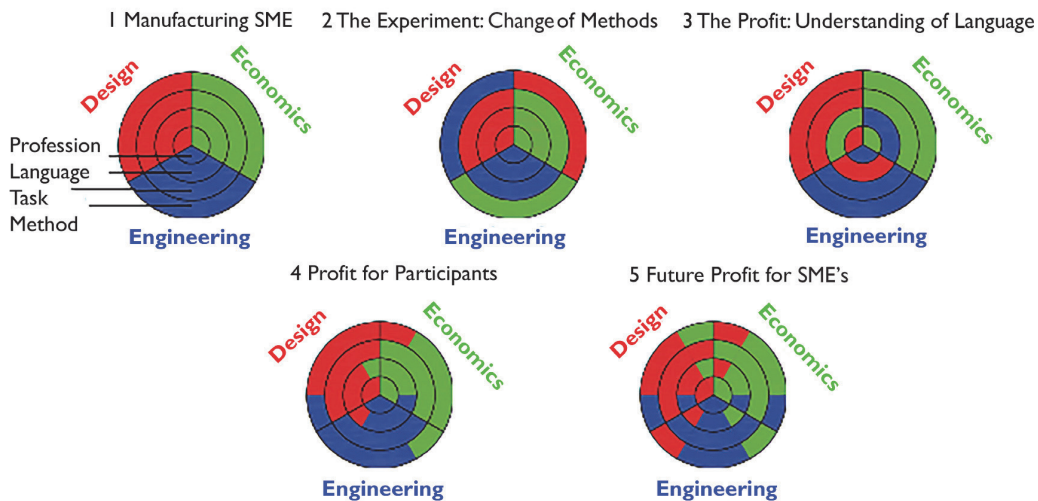 1 Manufacturing SME
2 The Experiment: Change of Methods
3 The Profit: Understanding of Language
Design
Economics
Profession
Language
Task
Method
Engineering
Design
Economics
Engineering
Design
Economics
Engineering
4 Profit for Participants
5 Future Profit for SME's
Design
Economics
Engineering
Design
Economics
Engineering